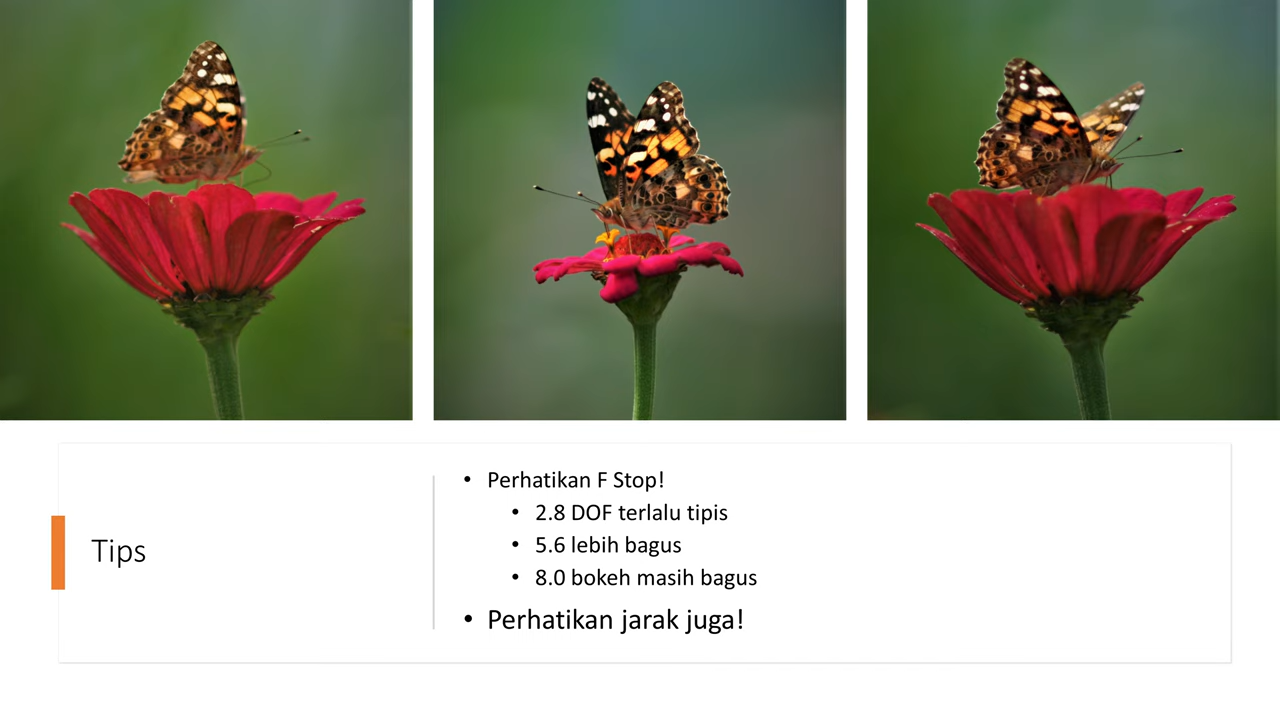 Tips
• Perhatikan F Stop!
• 2.8 DOF terlalu tipis
• 5.6 lebih bagus
• 8.0 bokeh masih bagus
• Perhatikan jarak juga!